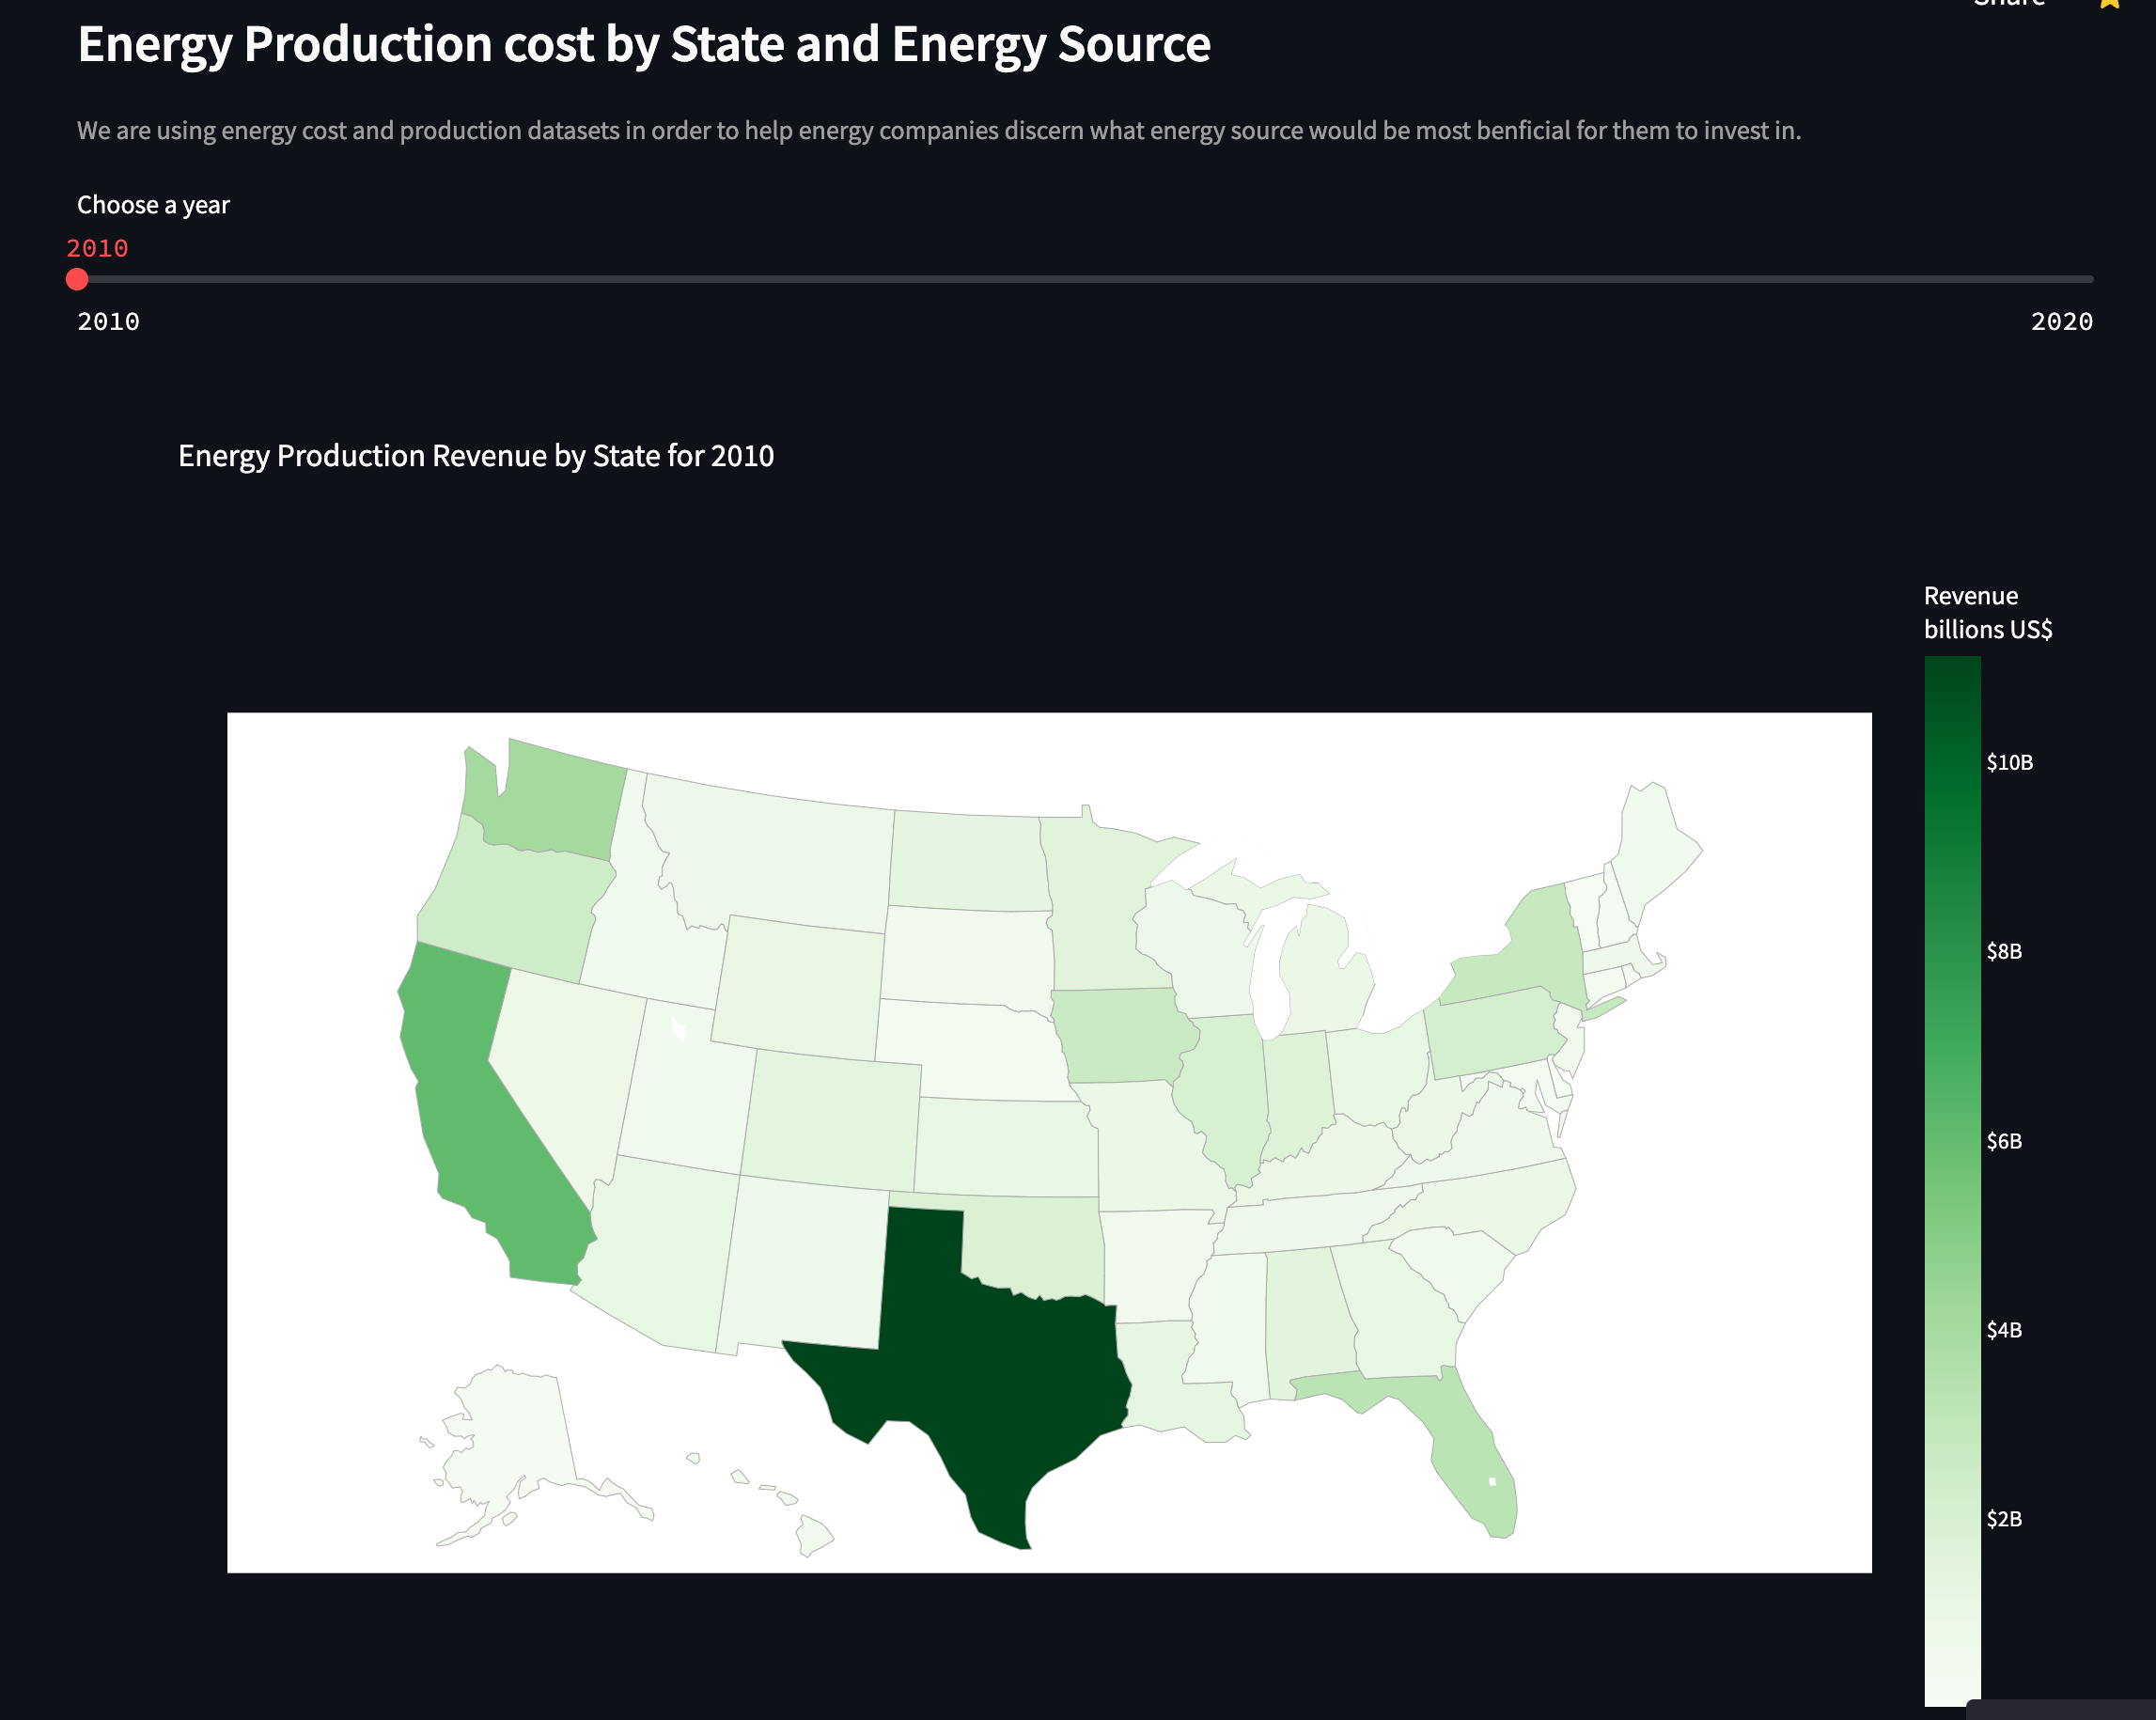 Share
Energy Production cost by State and Energy Source
We are using energy cost and production datasets in order to help energy companies discern what energy source would be most benficial for them to invest in.
Choose a year
2010
2010
2020
Energy Production Revenue by State for 2010
Revenue
billions US$
$10B
$8B
$6B
$4B
$2B